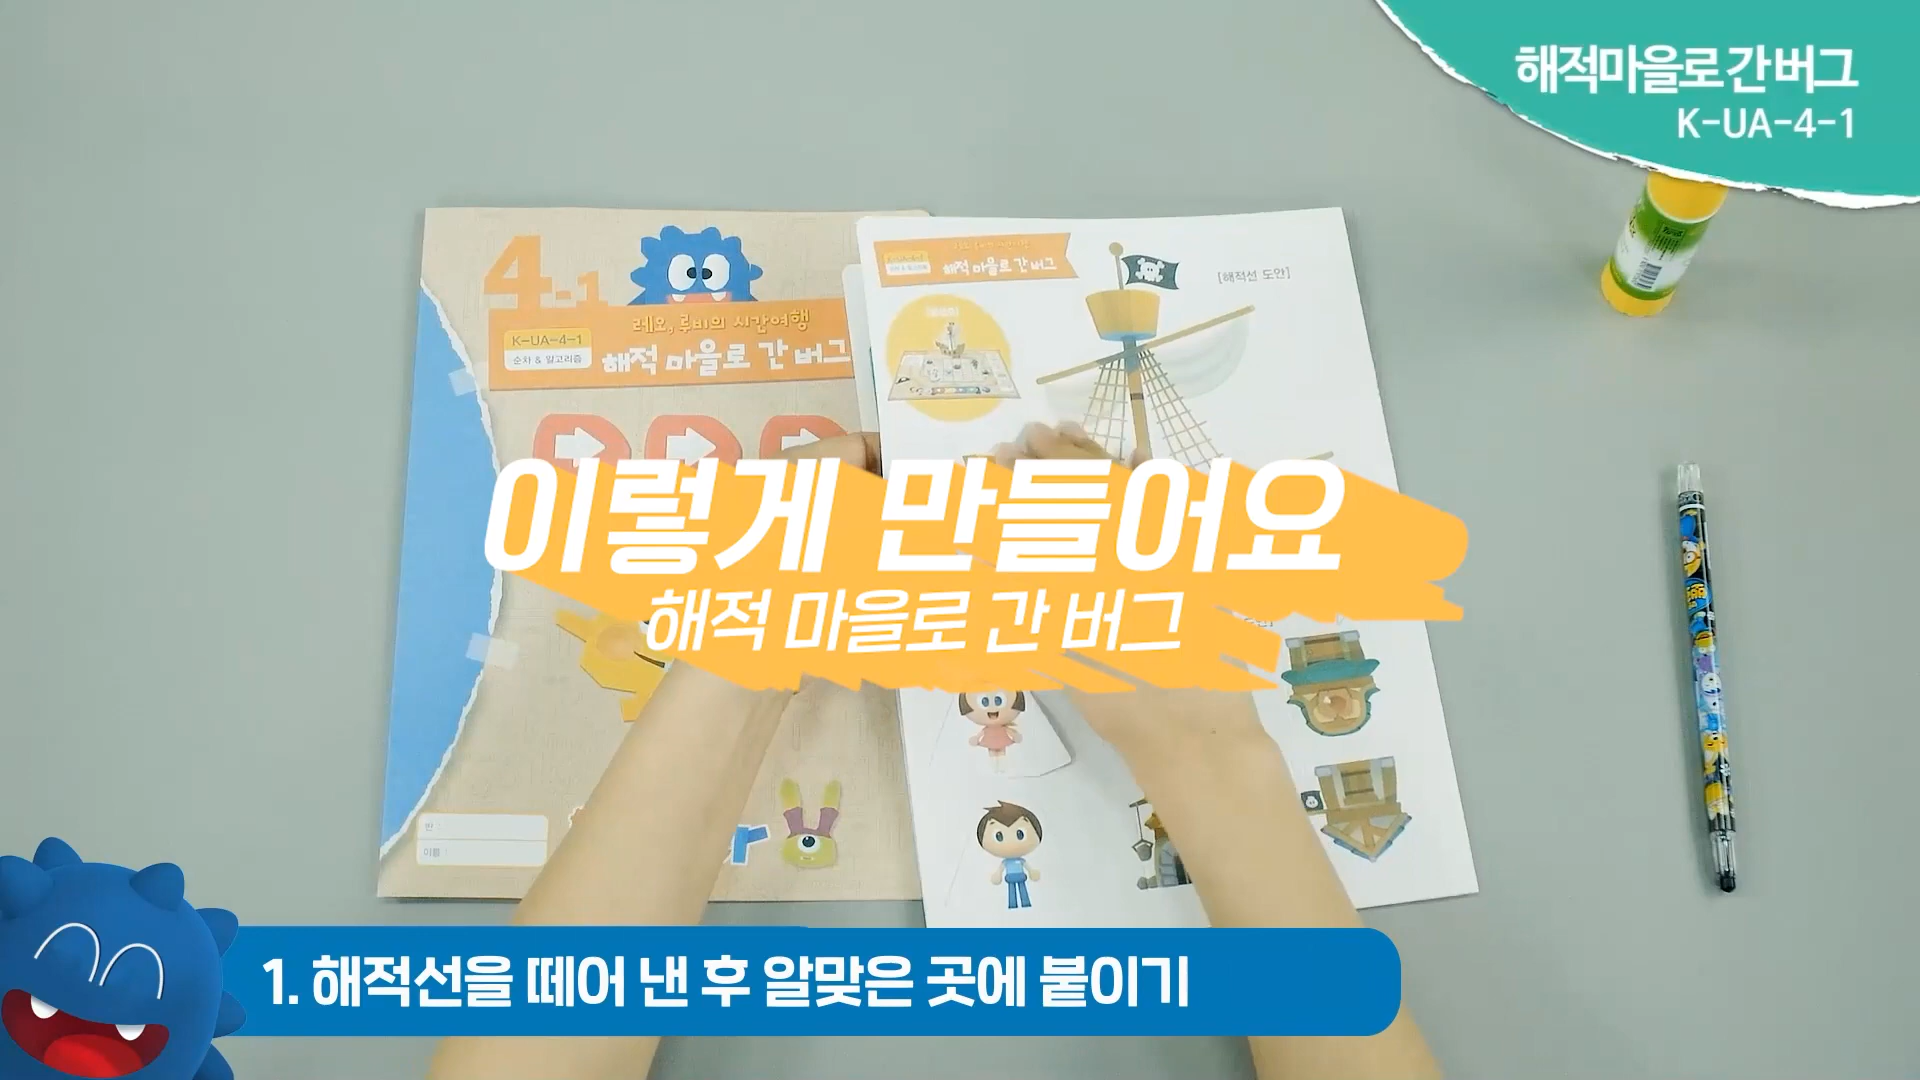 해적마을로 간 버그
K-UA-4-1
4-1
레오, 루비의 시간여행
K-UA-4-1
순차 & 알고리즘
해적 마을로 간 버그
해적 마을로 간 버그
[해적선 도안]
이렇게 만들어요
해적 마을로 간 버그
반
이름
1. 해적선을 떼어 낸 후 알맞은 곳에 붙이기